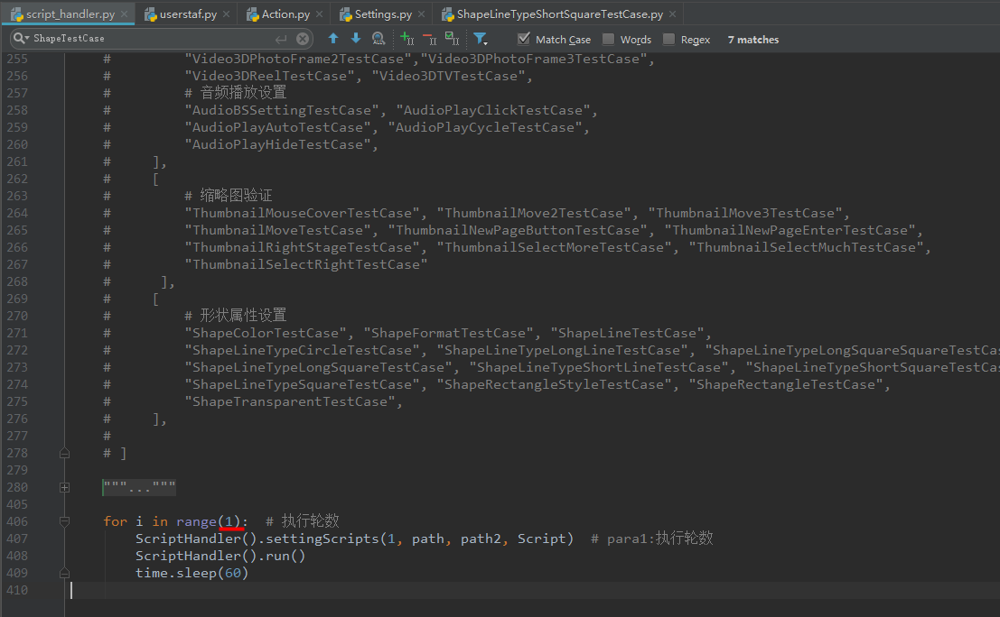 script_handler.py × userstaf.py × Action.py × Settings.py × ShapeLineTypeShortSquareTestCase.py ×
ShapeTestCase Match Case Words Regex 7 matches
255 # "Video3DPhotoFrame2TestCase","Video3DPhotoFrame3TestCase",
256 # "Video3DReelTestCase", "Video3DTVTestCase",
257 # # 音频播放设置
258 # "AudioBSSettingTestCase", "AudioPlayClickTestCase",
259 # "AudioPlayAutoTestCase", "AudioPlayCycleTestCase",
260 # "AudioPlayHideTestCase",
261 # ],
262 # [
263 # # 缩略图验证
264 # "ThumbnailMouseCoverTestCase", "ThumbnailMove2TestCase", "ThumbnailMove3TestCase",
265 # "ThumbnailMoveTestCase", "ThumbnailNewPageButtonTestCase", "ThumbnailNewPageEnterTestCase",
266 # "ThumbnailRightStageTestCase", "ThumbnailSelectMoreTestCase", "ThumbnailSelectMuchTestCase",
267 # "ThumbnailSelectRightTestCase"
268 # ],
269 # [
270 # # 形状属性设置
271 # "ShapeColorTestCase", "ShapeFormatTestCase", "ShapeLineTestCase",
272 # "ShapeLineTypeCircleTestCase", "ShapeLineTypeLongLineTestCase", "ShapeLineTypeLongSquareSquareTestCas
273 # "ShapeLineTypeLongSquareTestCase", "ShapeLineTypeShortLineTestCase", "ShapeLineTypeShortSquareTestCas
274 # "ShapeLineTypeSquareTestCase", "ShapeRectangleStyleTestCase", "ShapeRectangleTestCase",
275 # "ShapeTransparentTestCase",
276 # ],
277 #
278 # ]
279
280 """..."""
405
406 for i in range(1): # 执行轮数
407 ScriptHandler().settingScripts(1, path, path2, Script) # para1:执行轮数
408 ScriptHandler().run()
409 time.sleep(60)
410